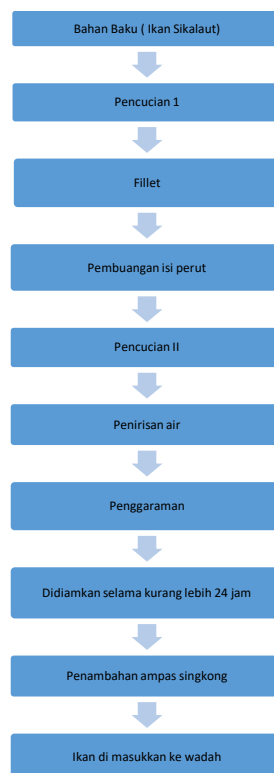 Bahan Baku ( Ikan Sikalaut)
Pencucian 1
Fillet
Pembuangan isi perut
Pencucian II
Penirisan air
Penggaraman
Didiamkan selama kurang lebih 24 jam
Penambahan ampas singkong
Ikan di masukkan ke wadah